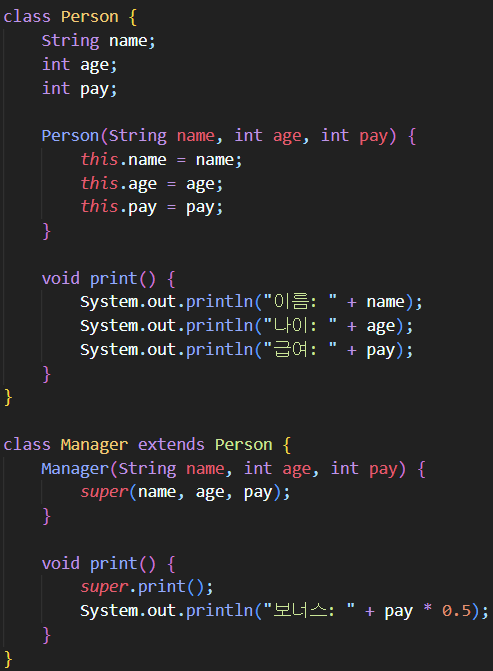 class Person {
    String name;
    int age;
    int pay;

    Person(String name, int age, int pay) {
        this.name = name;
        this.age = age;
        this.pay = pay;
    }

    void print() {
        System.out.println("이름: " + name);
        System.out.println("나이: " + age);
        System.out.println("급여: " + pay);
    }
}

class Manager extends Person {
    Manager(String name, int age, int pay) {
        super(name, age, pay);
    }

    void print() {
        super.print();
        System.out.println("보너스: " + pay * 0.5);
    }
}